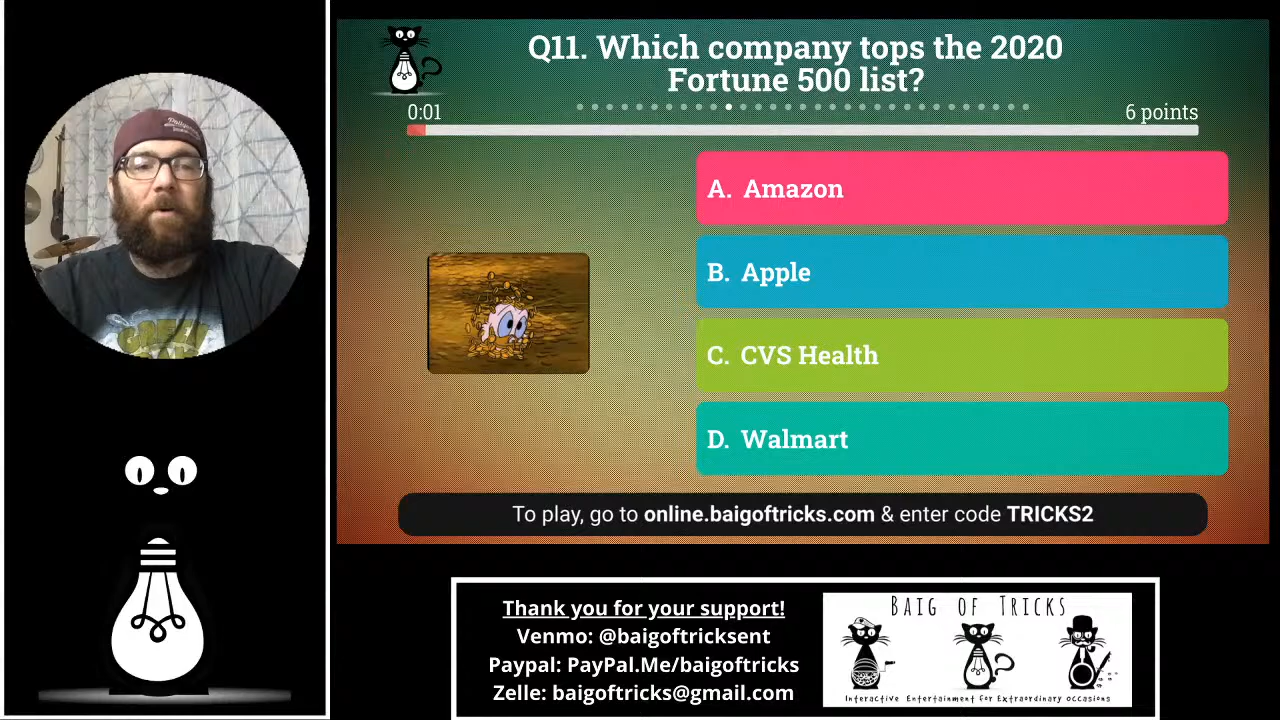 Q11. Which company tops the 2020
Fortune 500 list?
0:01
6 points
A. Amazon
B. Apple
C. CVS Health
D. Walmart
To play, go to online.baigoftricks.com & enter code TRICKS2
Thank you for your support!
Venmo: @baigoftricksent
Paypal: PayPal.Me/baigoftricks
Zelle: baigoftricks@gmail.com
BAIG OF TRICKS
Interactive Entertainment for Extraordinary occasions